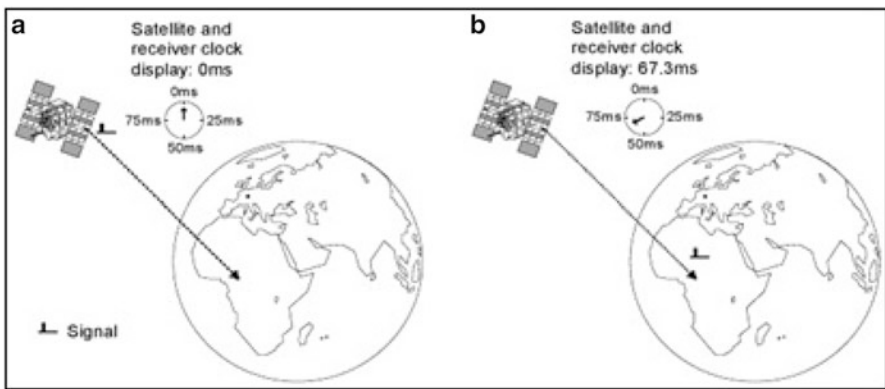 a
Satellite and
receiver clock
display: 0ms
0ms
75ms
25ms
50ms
Signal
b
Satellite and
receiver clock
display: 67.3ms
0ms
75ms
25ms
50ms